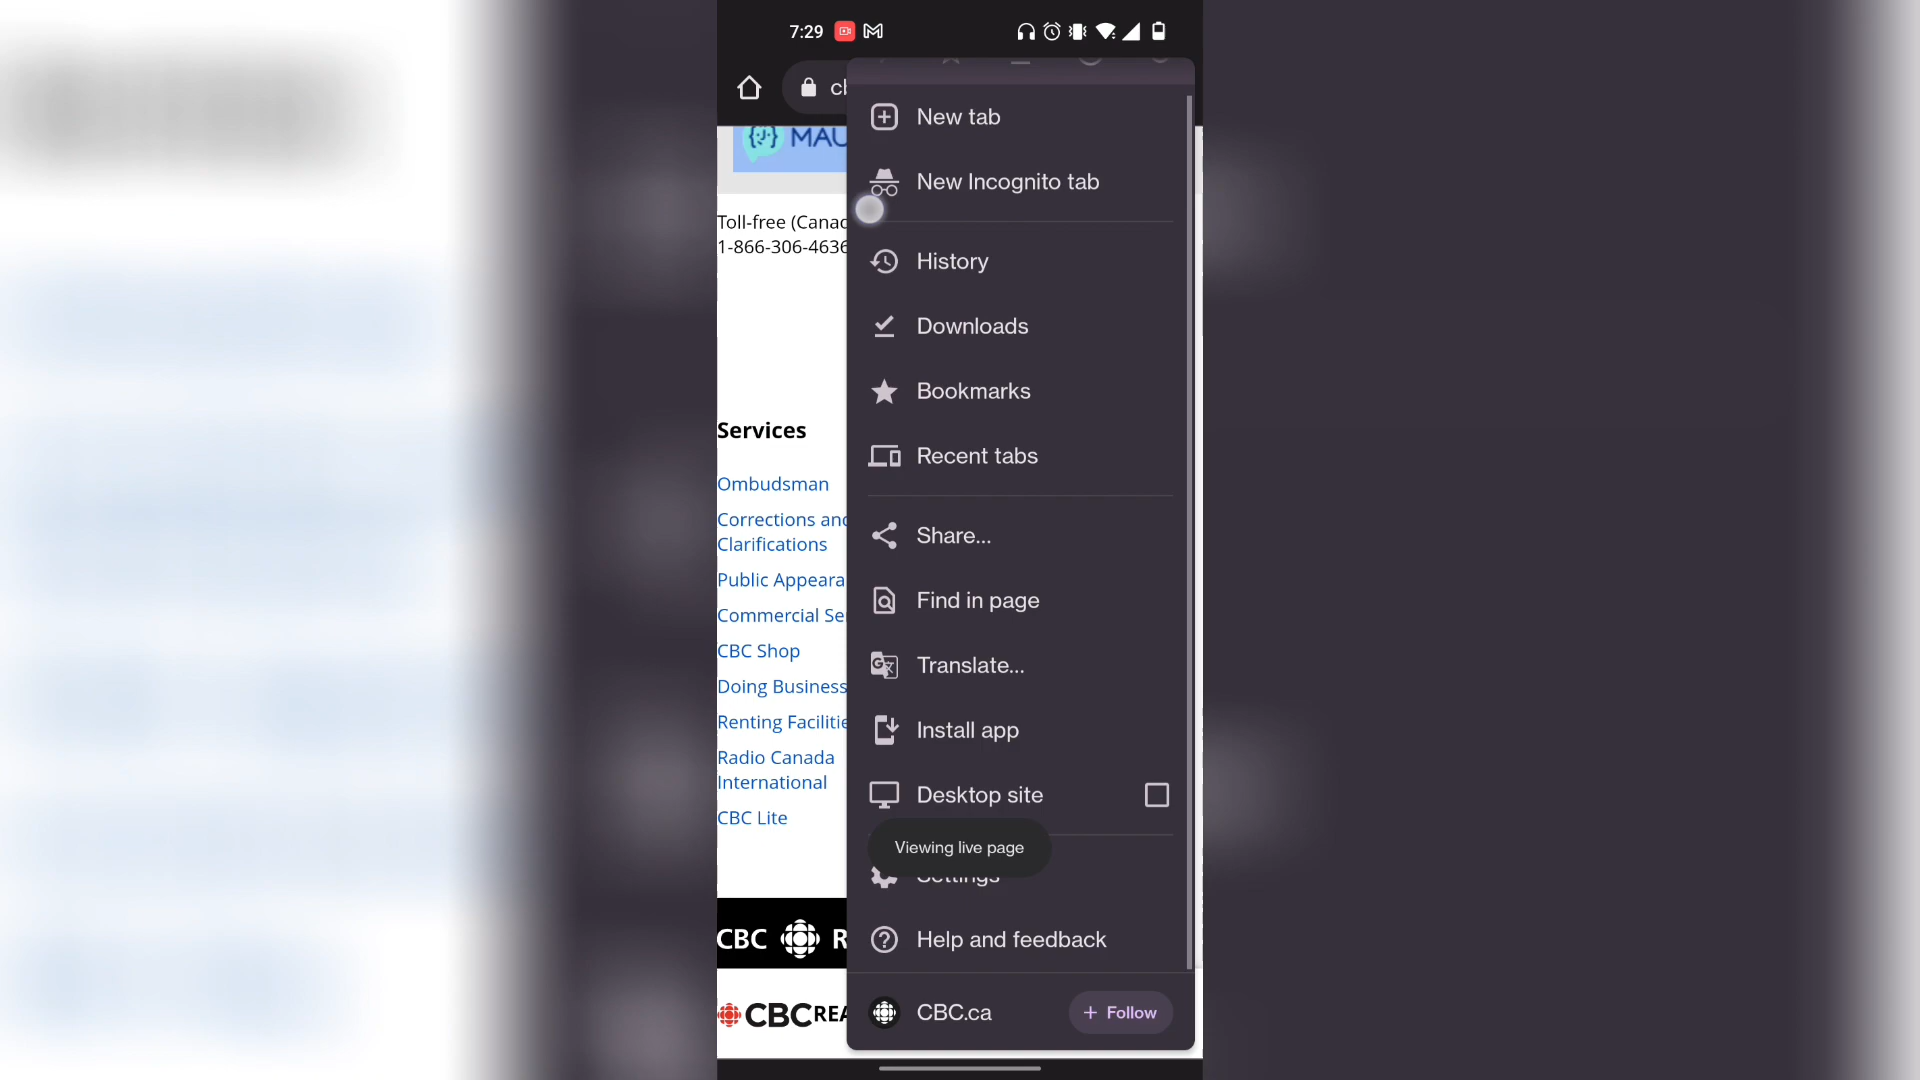 7:29
cb
MAU
New tab
New Incognito tab
Toll-free (Canad
1-866-306-4636
History
Downloads
Bookmarks
Services
Recent tabs
Ombudsman
Corrections and
Clarifications
Share...
Public Appeara
Find in page
Commercial Se
CBC Shop
Translate...
Doing Business
Renting Facilitie
Install app
Radio Canada
International
Desktop site
CBC Lite
Viewing live page
Settings
CBC R
Help and feedback
CBC REA
CBC.ca
+ Follow